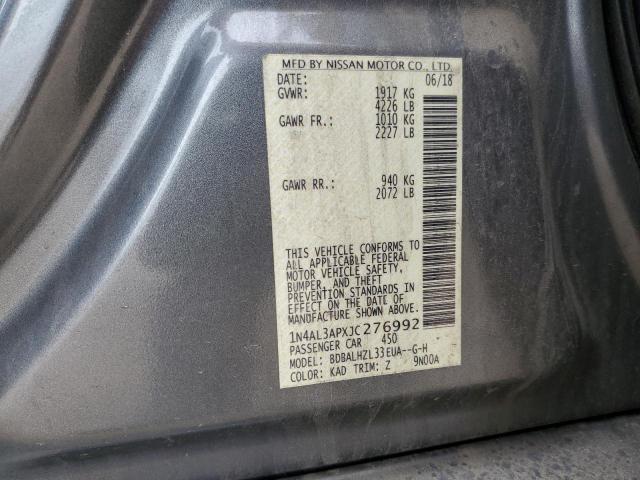 MFD BY NISSAN MOTOR CO., LTD.
DATE: 06/18
GVWR: 1917 KG
4226 LB
GAWR FR.: 1010 KG
2227 LB
GAWR RR.: 940 KG
2072 LB
THIS VEHICLE CONFORMS TO
ALL APPLICABLE FEDERAL
MOTOR VEHICLE SAFETY,
BUMPER, AND THEFT
PREVENTION STANDARDS IN
EFFECT ON THE DATE OF
MANUFACTURE SHOWN ABOVE.
1N4AL3APXJC276992
PASSENGER CAR 450
MODEL: BDBALHZL33EUA--G-H
COLOR: KAD TRIM: Z 9N00A